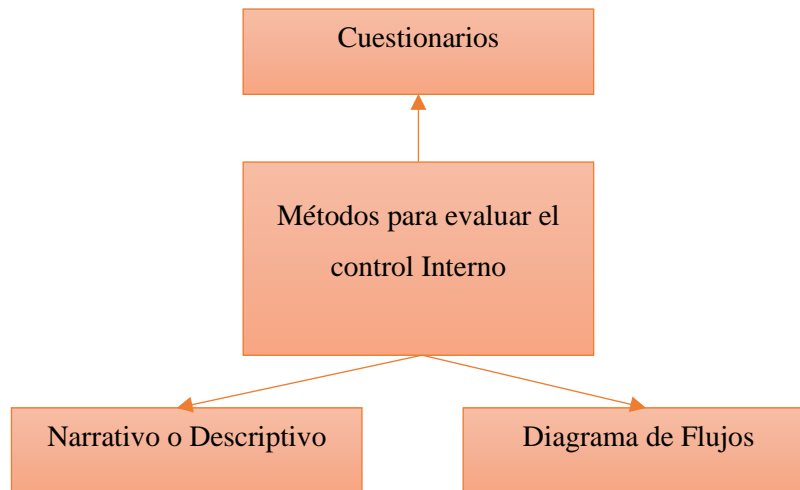 Cuestionarios
Métodos para evaluar el
control Interno
Narrativo o Descriptivo
Diagrama de Flujos